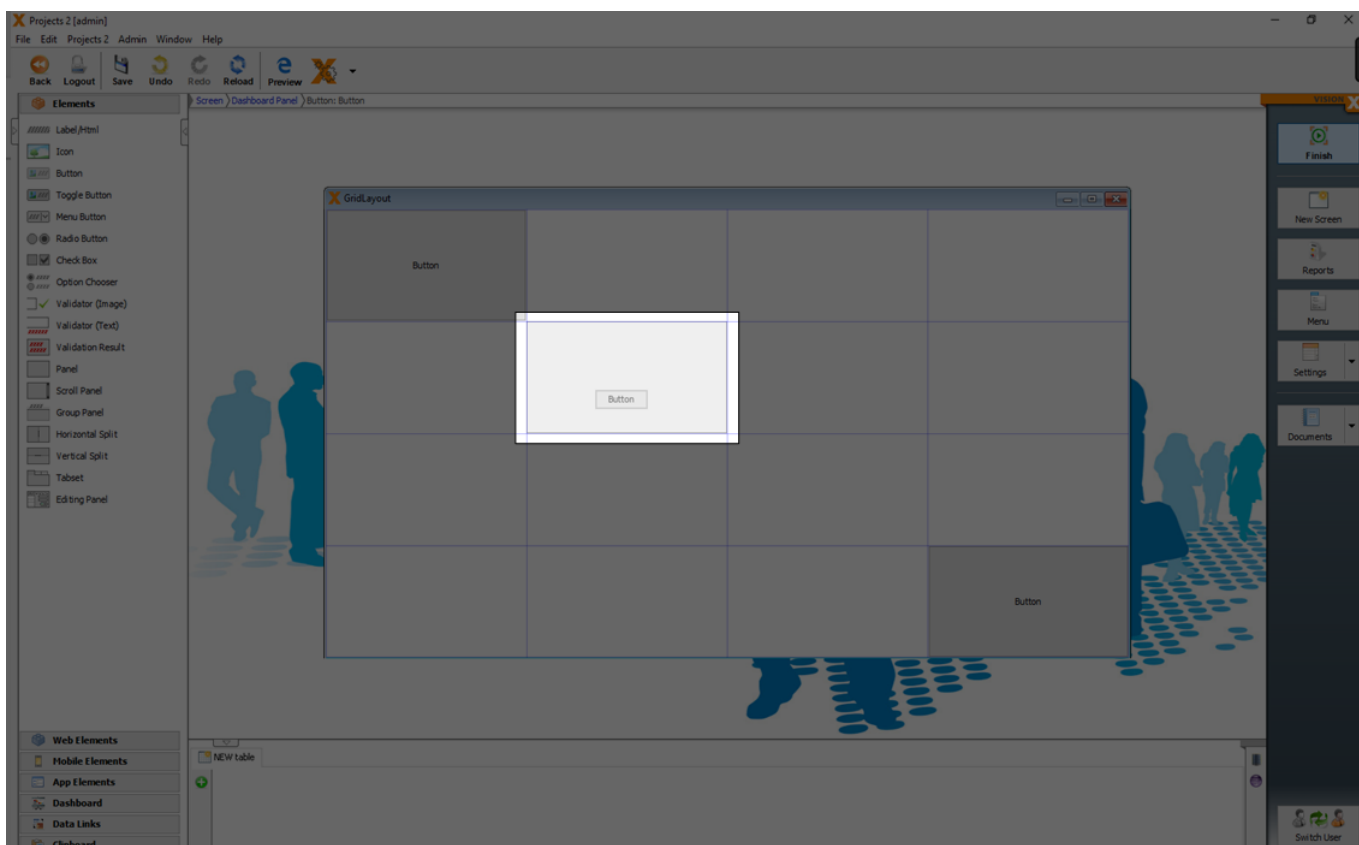 Projects 2 [admin]
File Edit Projects 2 Admin Window Help
Back Logout Save Undo Redo Reload Preview
Elements
Screen Dashboard Panel Button: Button
VISION X
Label/Html
Icon
Button
Toggle Button
Menu Button
Radio Button
Check Box
Option Chooser
Validator (Image)
Validator (Text)
Validation Result
Panel
Scroll Panel
Group Panel
Horizontal Split
Vertical Split
Tabset
Editing Panel
GridLayout
Button
Button
Button
Finish
New Screen
Reports
Menu
Settings
Documents
Web Elements
Mobile Elements
App Elements
Dashboard
Data Links
Clipboard
NEW table
Switch User